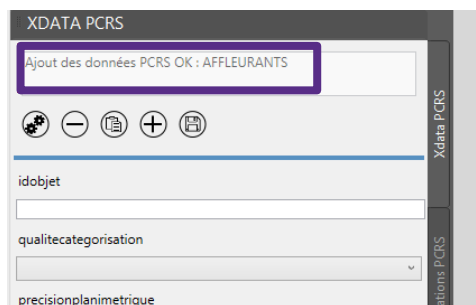 XDATA PCRS
Ajout des données PCRS OK : AFFLEURANTS
Xdata PCRS
idobjet
qualitecategorisation
ations PCRS
precisionplanimetrique